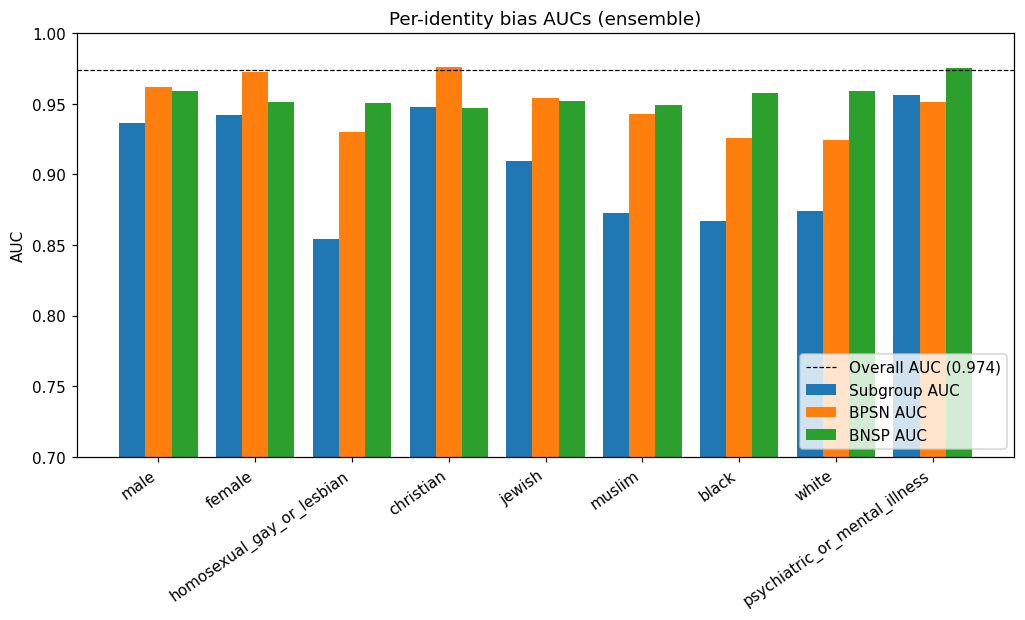 Per-identity bias AUCs (ensemble)
1.00
0.95
0.90
0.85
0.80
0.75
0.70
AUC
Overall AUC (0.974)
Subgroup AUC
BPSN AUC
BNSP AUC
male
female
homosexual_gay_or_lesbian
christian
jewish
muslim
black
white
psychiatric_or_mental_illness